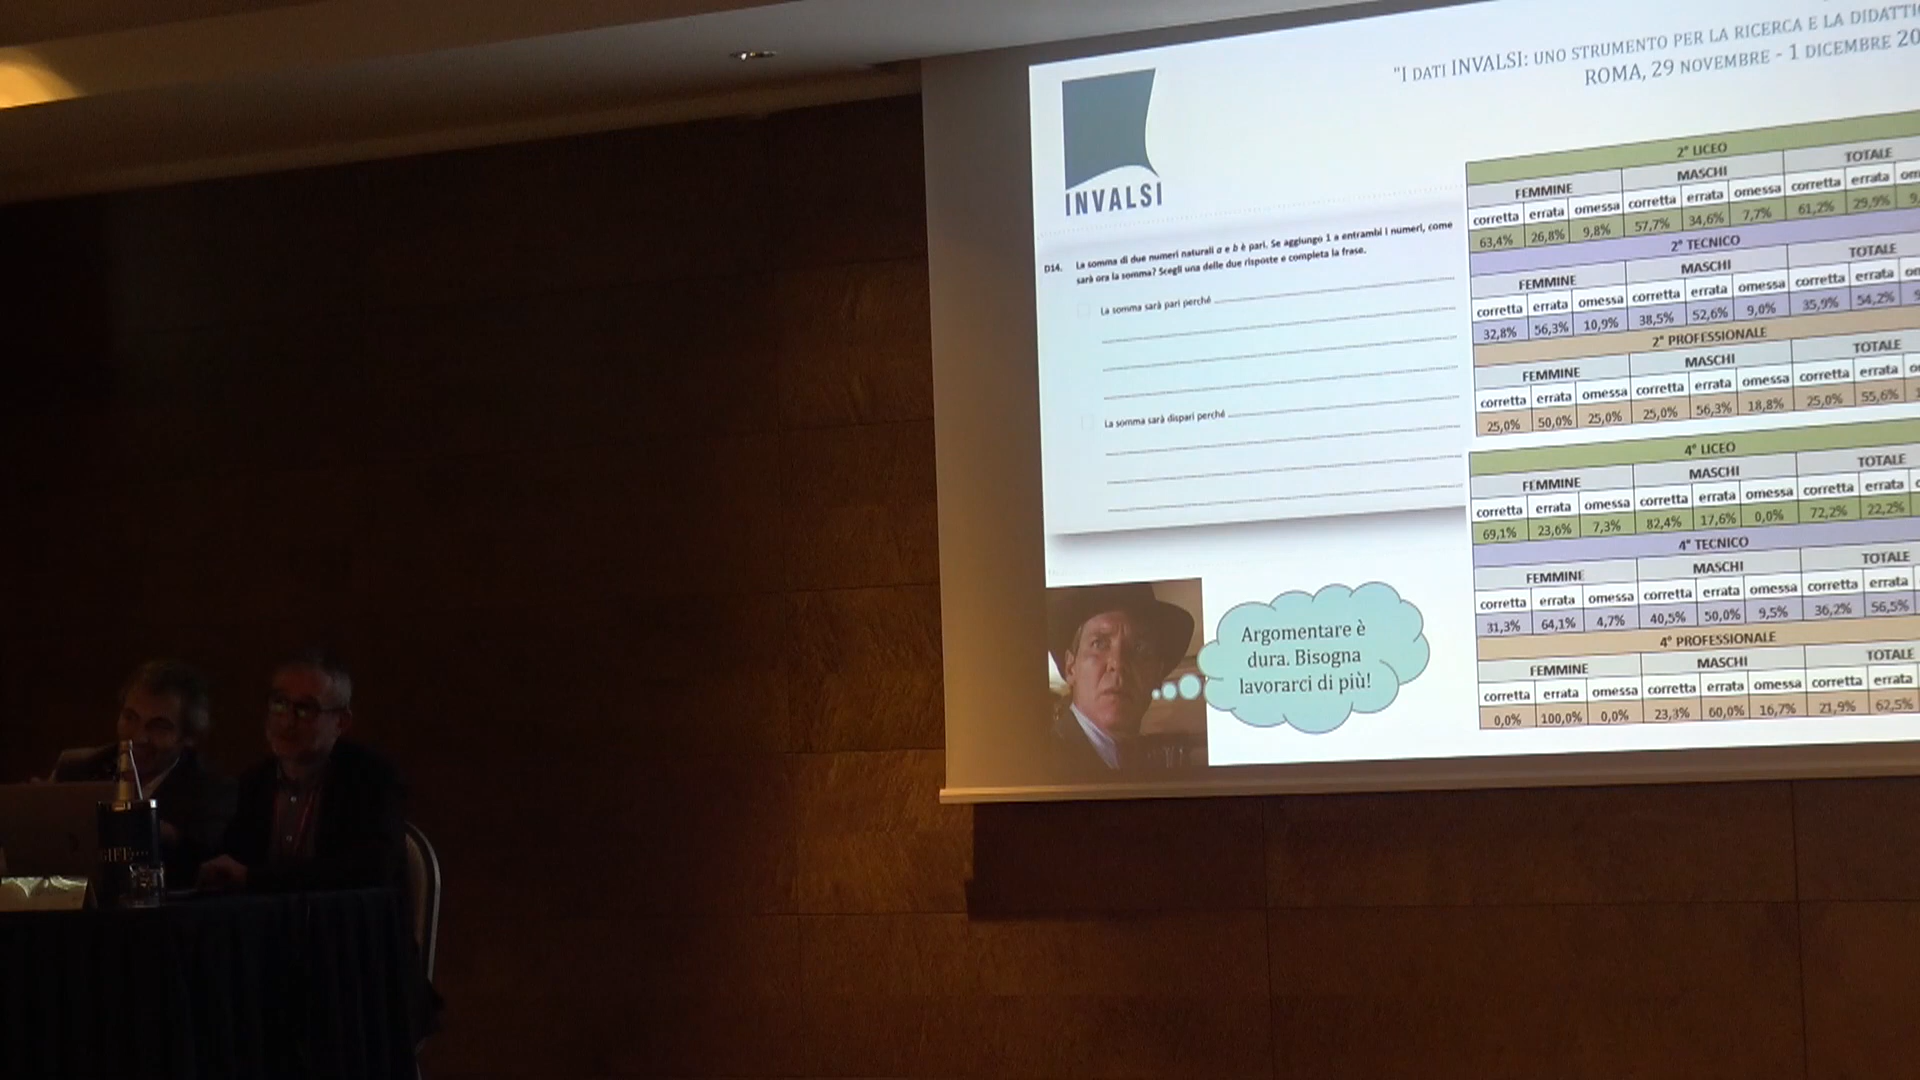 "I DATI INVALSI: UNO STRUMENTO PER LA RICERCA E LA DIDATTI
ROMA, 29 NOVEMBRE - 1 DICEMBRE 20
INVALSI
D14. La somma di due numeri naturali a e b è pari. Se aggiungo 1 a entrambi i numeri, come
sarà ora la somma? Scegli una delle due risposte e completa la frase.
La somma sarà pari perché
La somma sarà dispari perché
Argomentare è
dura. Bisogna
lavorarci di più!
2° LICEO
FEMMINE MASCHI TOTALE
corretta errata omessa corretta errata omessa corretta errata om
63,4% 26,8% 9,8% 57,7% 34,6% 7,7% 61,2% 29,9% 9,
2° TECNICO
FEMMINE MASCHI TOTALE
corretta errata omessa corretta errata omessa corretta errata on
32,8% 56,3% 10,9% 38,5% 52,6% 9,0% 35,9% 54,2%
2° PROFESSIONALE
FEMMINE MASCHI TOTALE
corretta errata omessa corretta errata omessa corretta errata o
25,0% 50,0% 25,0% 25,0% 56,3% 18,8% 25,0% 55,6%
4° LICEO
FEMMINE MASCHI TOTALE
corretta errata omessa corretta errata omessa corretta errata
69,1% 23,6% 7,3% 82,4% 17,6% 0,0% 72,2% 22,2%
4° TECNICO
FEMMINE MASCHI TOTALE
corretta errata omessa corretta errata omessa corretta errata
31,3% 64,1% 4,7% 40,5% 50,0% 9,5% 36,2% 56,5%
4° PROFESSIONALE
FEMMINE MASCHI TOTALE
corretta errata omessa corretta errata omessa corretta errata
0,0% 100,0% 0,0% 23,3% 60,0% 16,7% 21,9% 62,5%